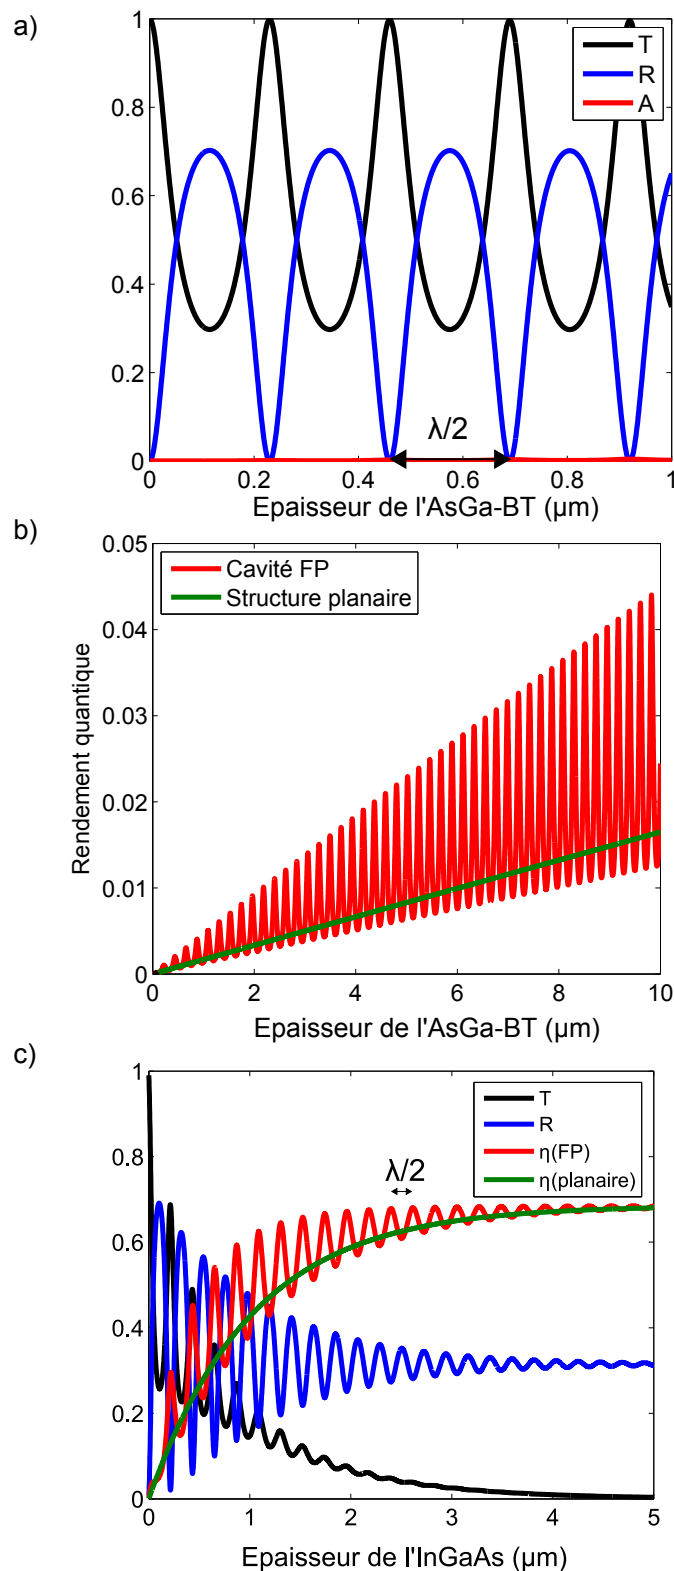 a)
1
0.8
0.6
0.4
0.2
0
T
R
A
λ/2
0 0.2 0.4 0.6 0.8 1
Epaisseur de l'AsGa-BT (µm)
b)
0.05
0.04
0.03
0.02
0.01
0
Rendement quantique
Cavité FP
Structure planaire
0 2 4 6 8 10
Epaisseur de l'AsGa-BT (µm)
c)
1
0.8
0.6
0.4
0.2
0
T
R
η(FP)
η(planaire)
λ/2
0 1 2 3 4 5
Epaisseur de l'InGaAs (µm)